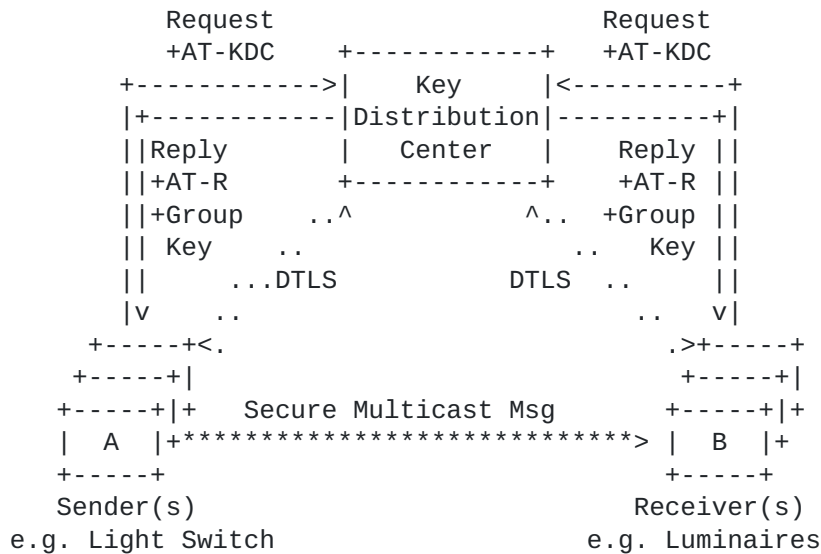 Request Request
+AT-KDC +------------+ +AT-KDC
+------------>| Key |<----------+
|+------------|Distribution|----------+|
||Reply | Center | Reply ||
||+AT-R +------------+ +AT-R ||
||+Group ..^ ^.. +Group ||
|| Key .. .. Key ||
|| ...DTLS DTLS .. ||
|v .. .. v|
+-----+<. .>+-----+
+-----+| +-----+|
+-----+|+ Secure Multicast Msg +-----+|+
| A |+*****************************> | B |+
+-----+ +-----+
Sender(s) Receiver(s)
e.g. Light Switch e.g. Luminaires